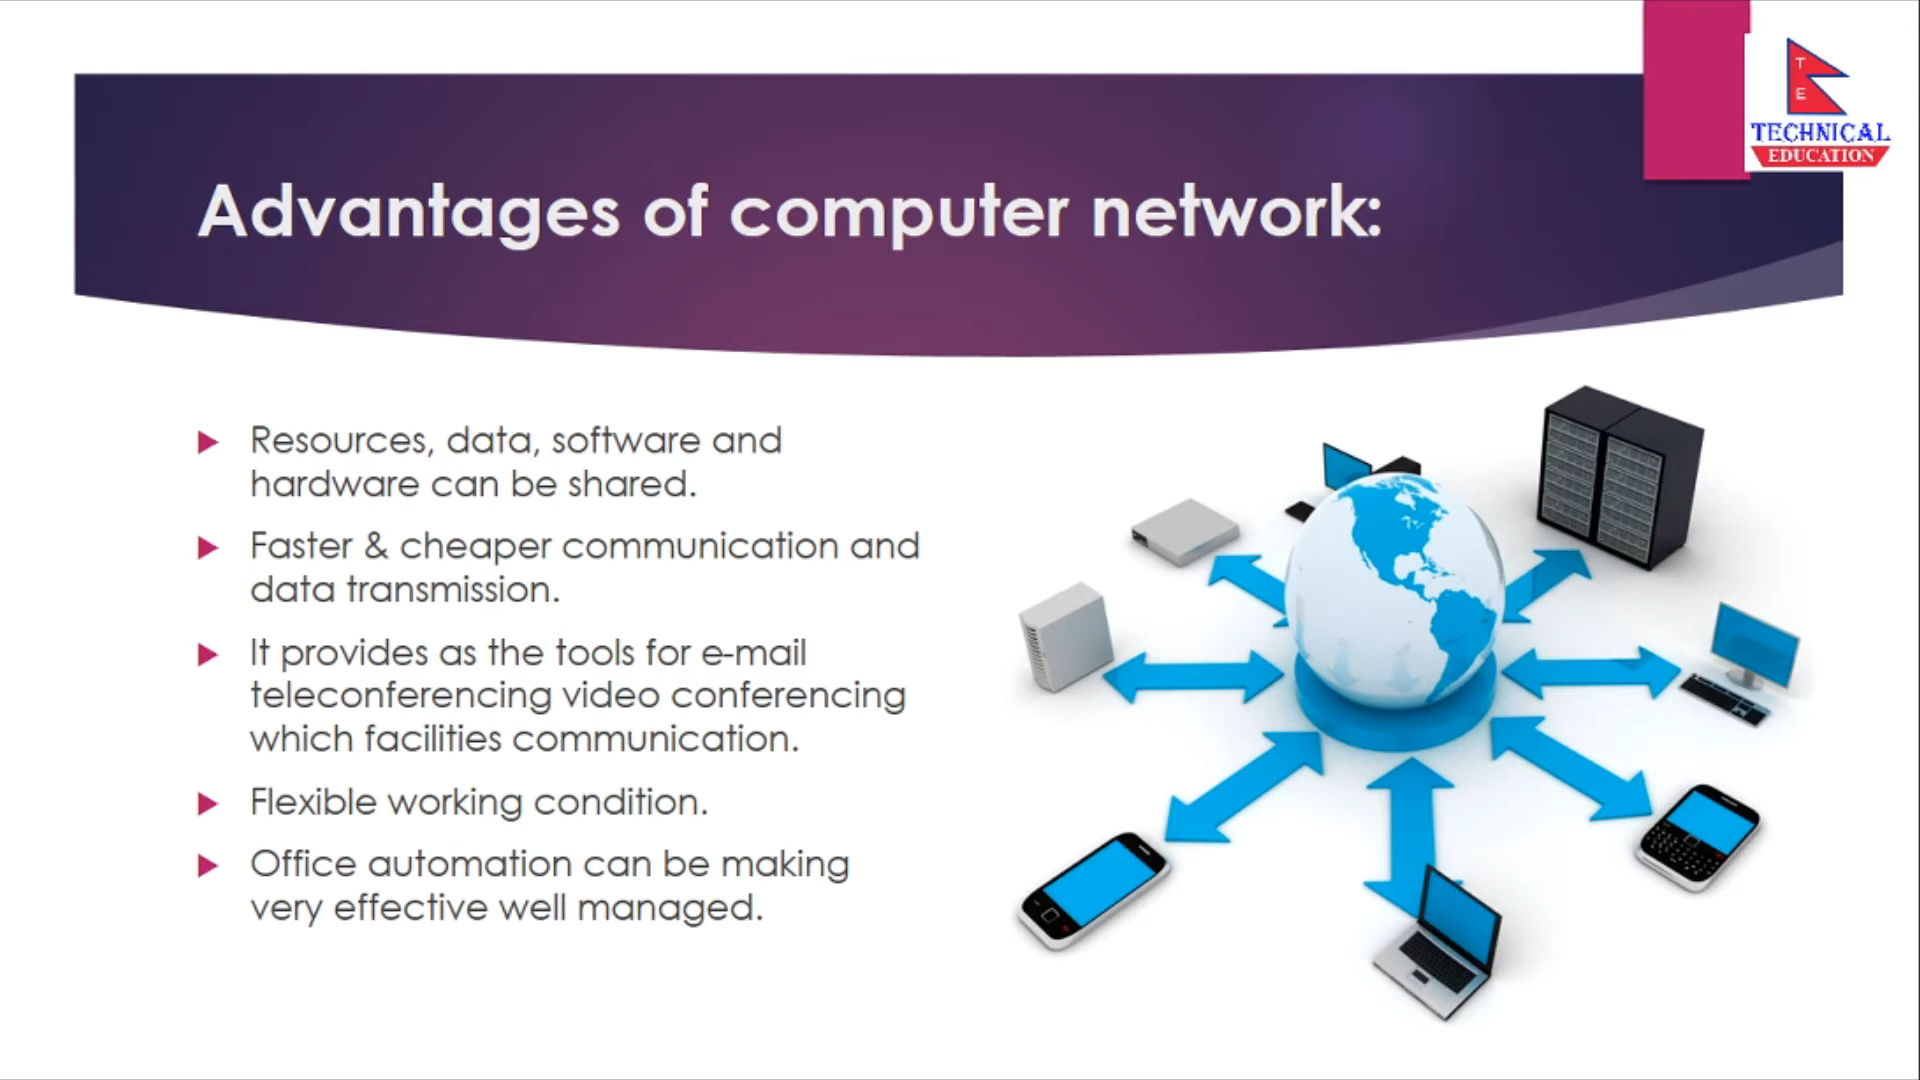 T
E
TECHNICAL
EDUCATION
Advantages of computer network:
Resources, data, software and
hardware can be shared.
Faster & cheaper communication and
data transmission.
It provides as the tools for e-mail
teleconferencing video conferencing
which facilities communication.
Flexible working condition.
Office automation can be making
very effective well managed.